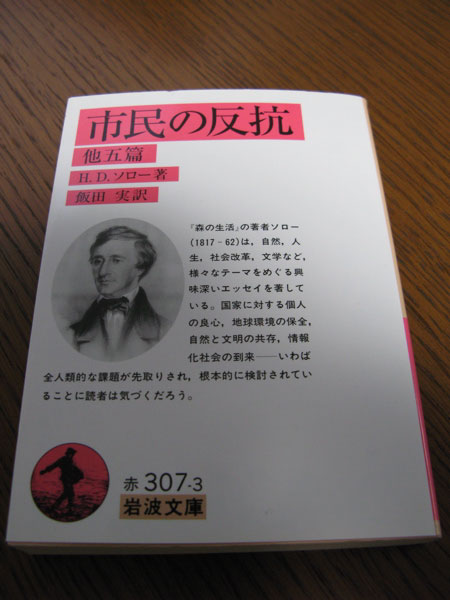 市民の反抗
他五篇
H. D. ソロー著
飯田 実訳
『森の生活』の著者ソロー
(1817‐62)は，自然，人
生，社会改革，文学など，
様々なテーマをめぐる興
味深いエッセイを著して
いる。国家に対する個人
の良心，地球環境の保全，
自然と文明の共存，情報
化社会の到来――いわば
全人類的な課題が先取りされ，根本的に検討されてい
ることに読者は気づくだろう。
赤 307-3
岩波文庫